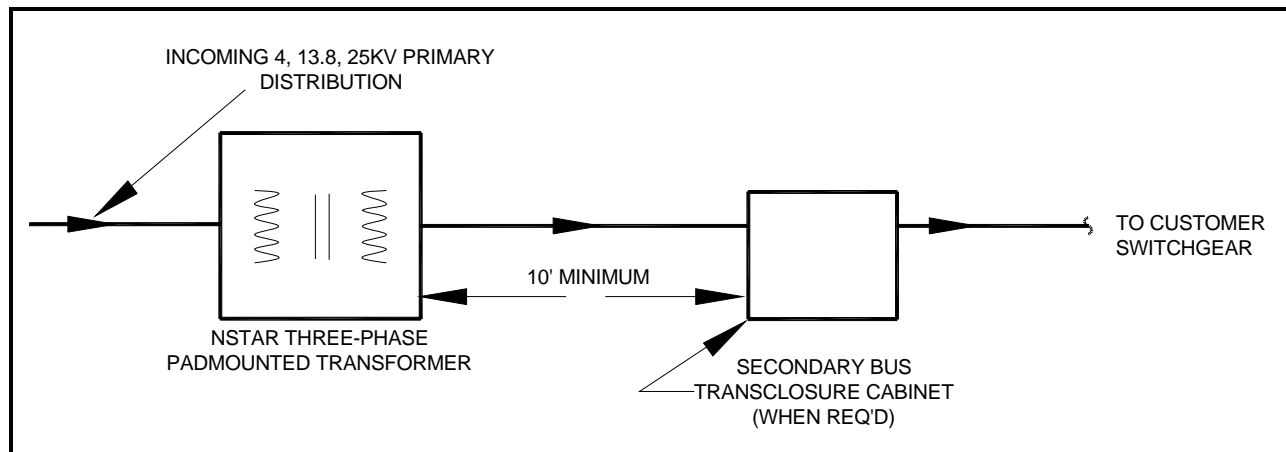 INCOMING 4, 13.8, 25KV PRIMARY
DISTRIBUTION
TO CUSTOMER
SWITCHGEAR
10' MINIMUM
NSTAR THREE-PHASE
PADMOUNTED TRANSFORMER
SECONDARY BUS
TRANSCLOSURE CABINET
(WHEN REQ'D)